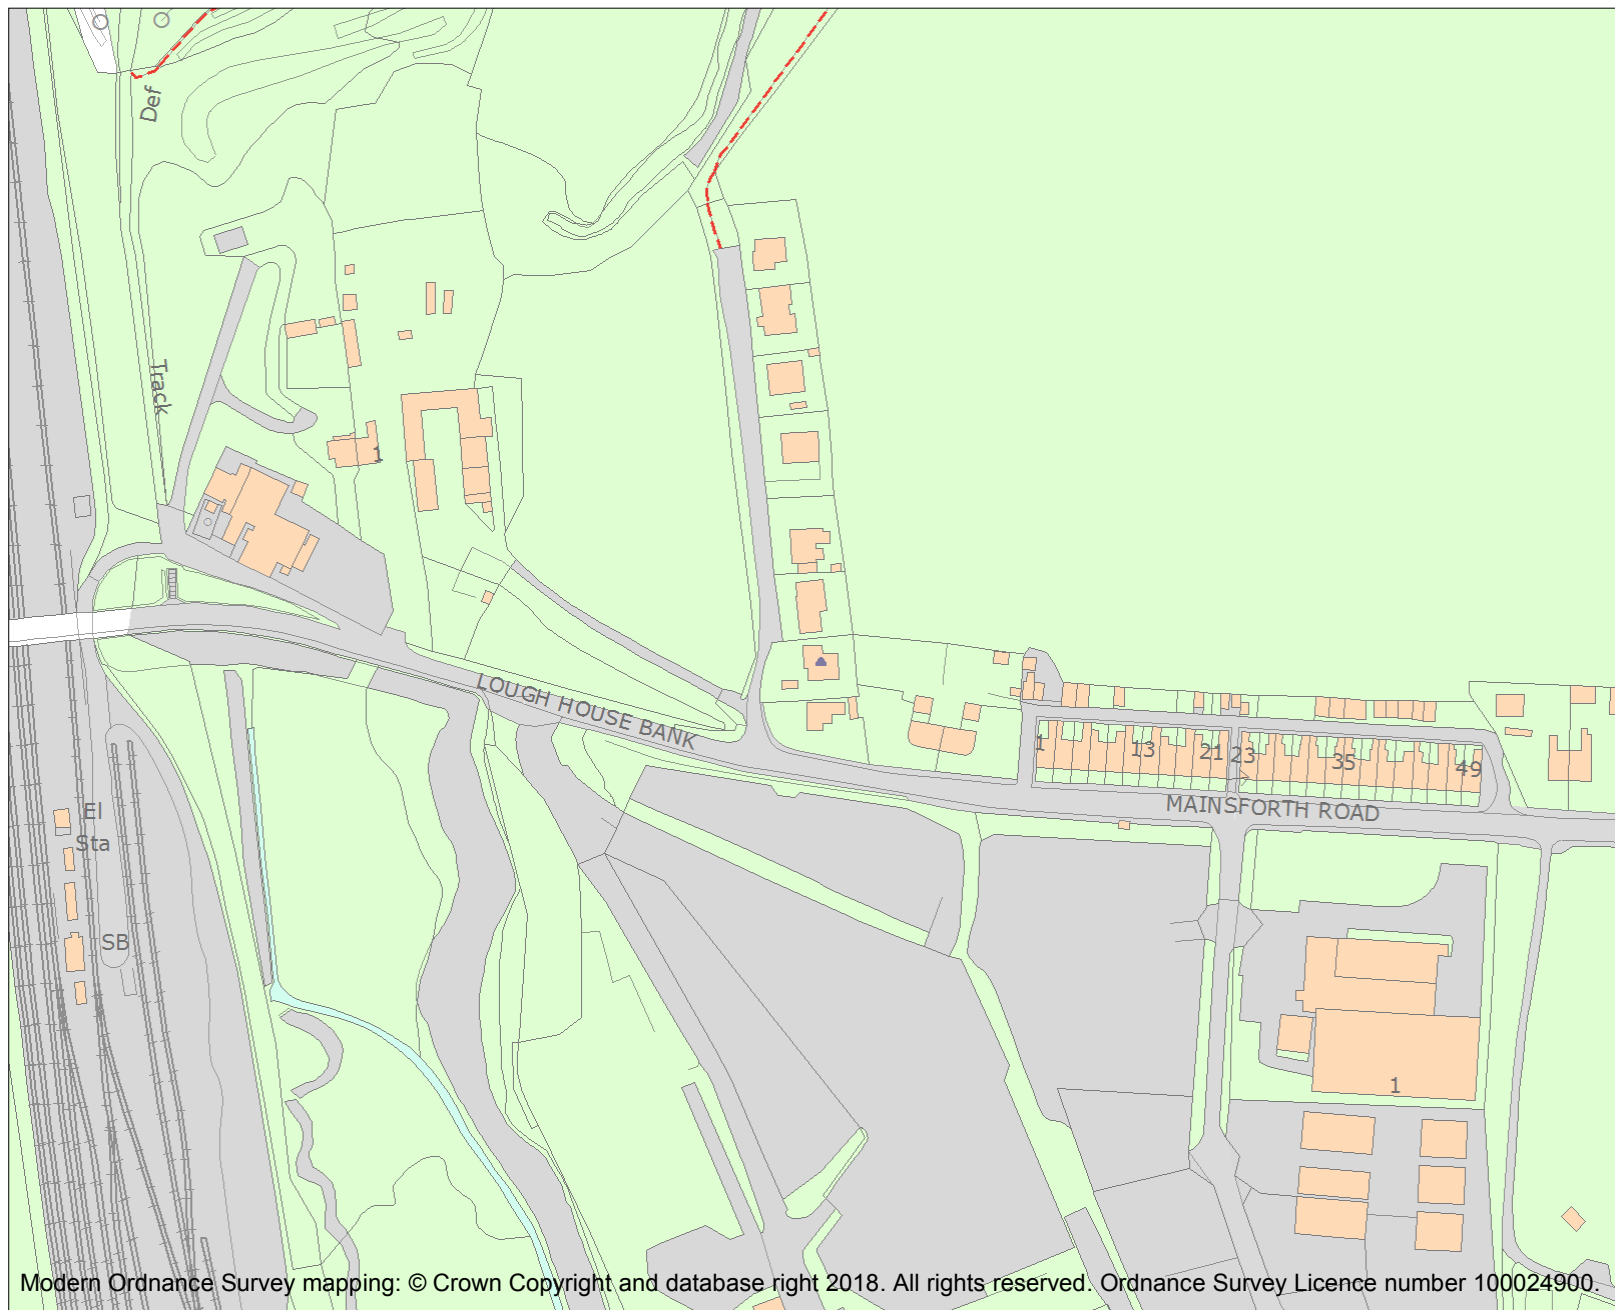 Def
Track
1
LOUGH HOUSE BANK
1
13
21
23
35
49
MAINSFORTH ROAD
El
Sta
SB
1
Modern Ordnance Survey mapping: © Crown Copyright and database right 2018. All rights reserved. Ordnance Survey Licence number 100024900.